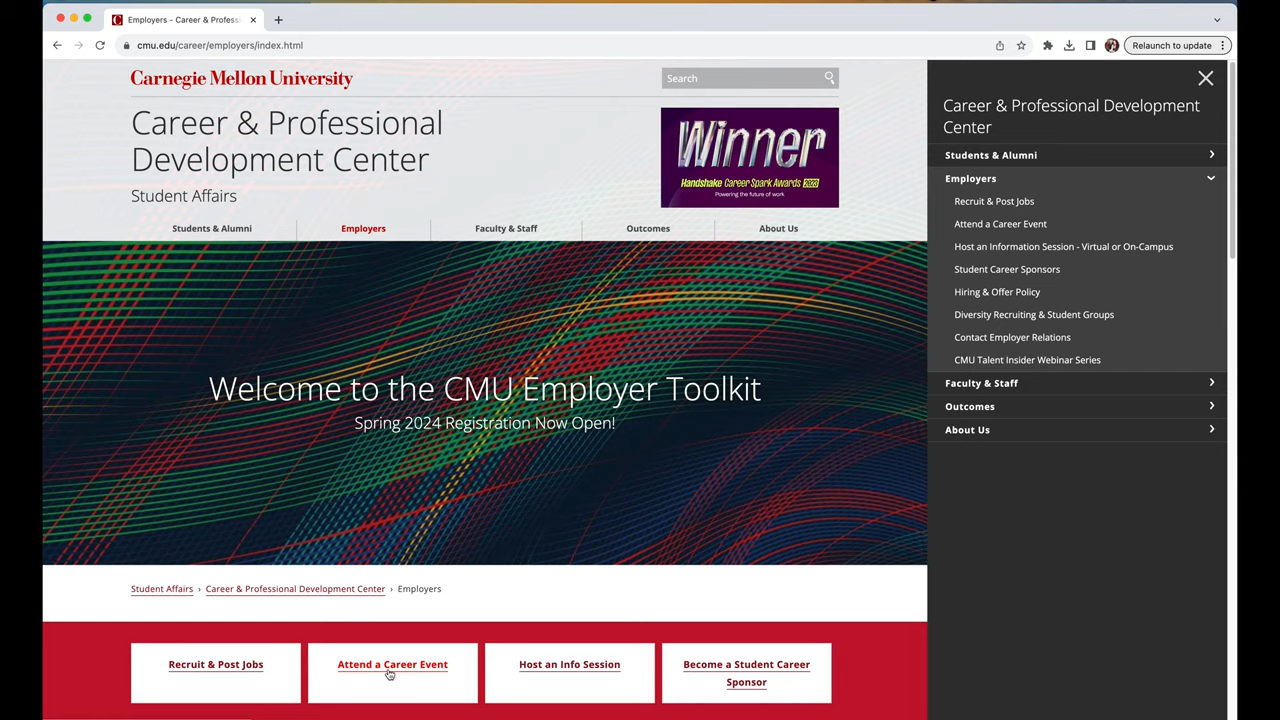 Employers - Career & Profess
cmu.edu/career/employers/index.html
Relaunch to update
Carnegie Mellon University
Search
Career & Professional
Development Center
Student Affairs
Winner
Handshake Career Spark Awards 2023
Powering the future of work
Students & Alumni
Employers
Faculty & Staff
Outcomes
About Us
Welcome to the CMU Employer Toolkit
Spring 2024 Registration Now Open!
Student Affairs › Career & Professional Development Center › Employers
Recruit & Post Jobs
Attend a Career Event
Host an Info Session
Become a Student Career
Sponsor
Career & Professional Development
Center
Students & Alumni
Employers
Recruit & Post Jobs
Attend a Career Event
Host an Information Session - Virtual or On-Campus
Student Career Sponsors
Hiring & Offer Policy
Diversity Recruiting & Student Groups
Contact Employer Relations
CMU Talent Insider Webinar Series
Faculty & Staff
Outcomes
About Us